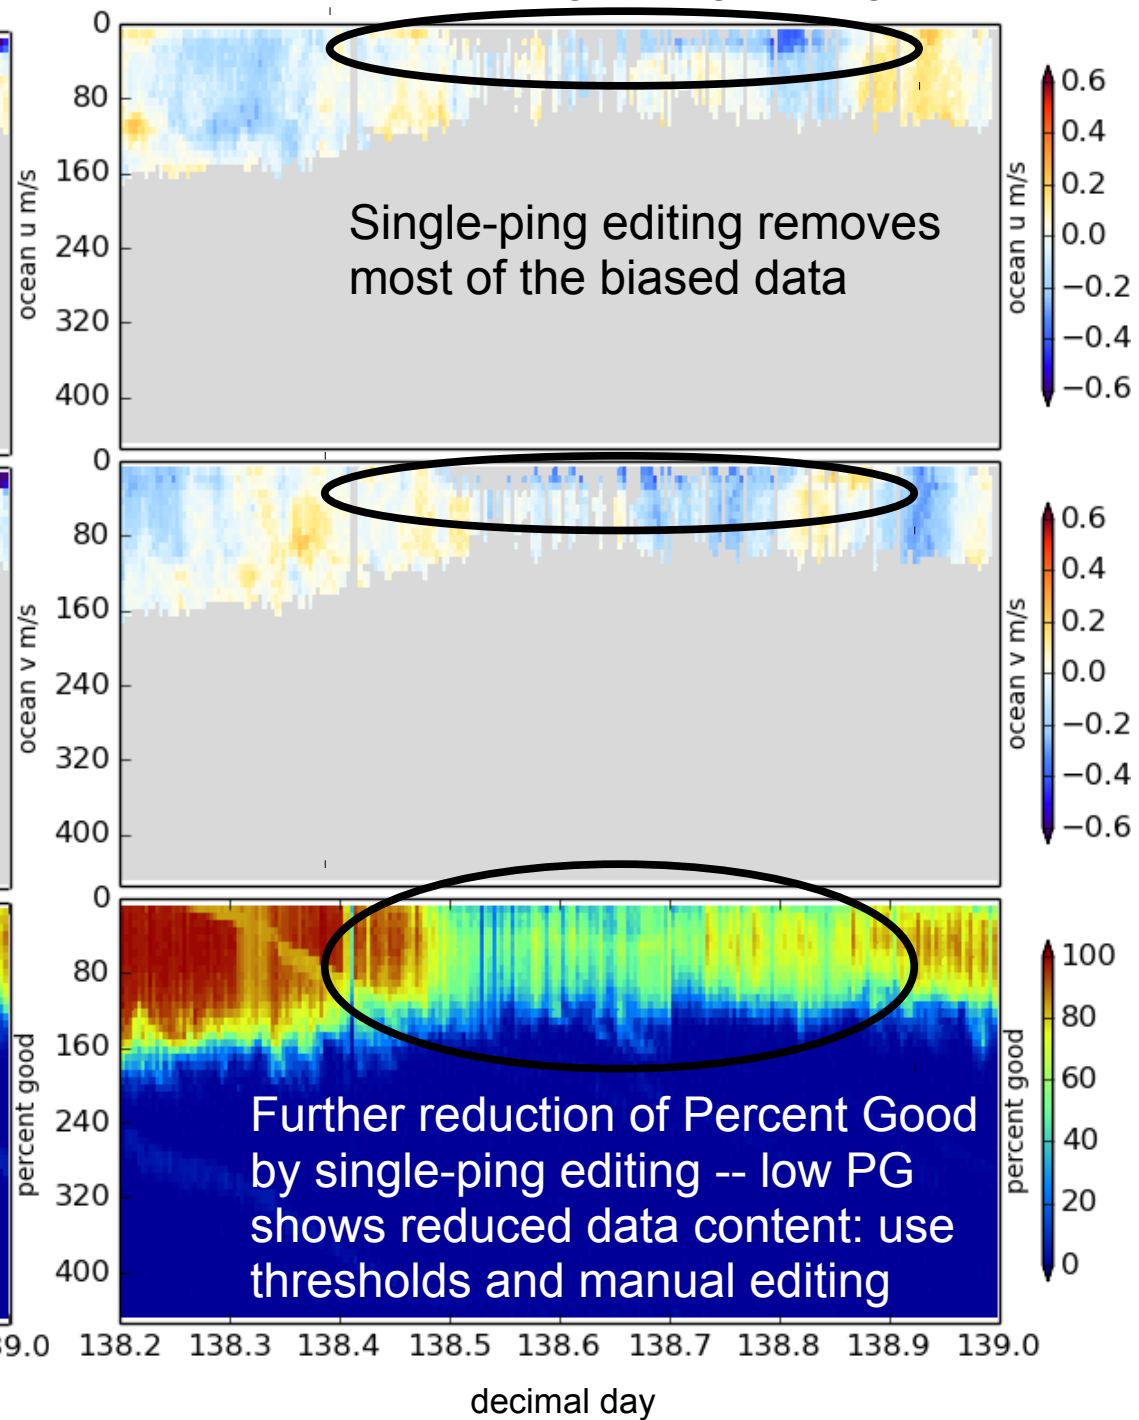 0
80
160
240
320
400
ocean u m/s
Single-ping editing removes
most of the biased data
ocean u m/s
0.6
0.4
0.2
0.0
−0.2
−0.4
−0.6
0
80
160
240
320
400
ocean v m/s
ocean v m/s
0.6
0.4
0.2
0.0
−0.2
−0.4
−0.6
0
80
160
240
320
400
percent good
Further reduction of Percent Good
by single-ping editing -- low PG
shows reduced data content: use
thresholds and manual editing
percent good
100
80
60
40
20
0
9.0 138.2 138.3 138.4 138.5 138.6 138.7 138.8 138.9 139.0
decimal day